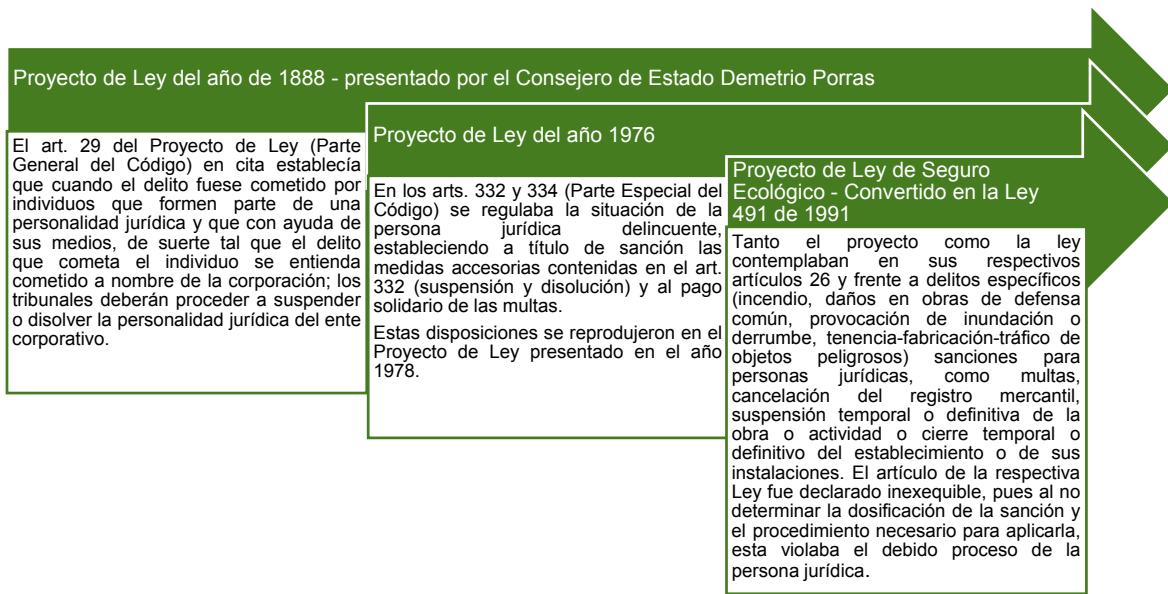 Proyecto de Ley del año de 1888 - presentado por el Consejero de Estado Demetrio Porras
El art. 29 del Proyecto de Ley (Parte
General del Código) en cita establecía
que cuando el delito fuese cometido por
individuos que formen parte de una
personalidad jurídica y que con ayuda de
sus medios, de suerte tal que el delito
que cometa el individuo se entienda
cometido a nombre de la corporación; los
tribunales deberán proceder a suspender
o disolver la personalidad jurídica del ente
corporativo.
Proyecto de Ley del año 1976
En los arts. 332 y 334 (Parte Especial del
Código) se regulaba la situación de la
persona jurídica delincuente,
estableciendo a título de sanción las
medidas accesorias contenidas en el art.
332 (suspensión y disolución) y al pago
solidario de las multas.
Estas disposiciones se reprodujeron en el
Proyecto de Ley presentado en el año
1978.
Proyecto de Ley de Seguro
Ecológico - Convertido en la Ley
491 de 1991
Tanto el proyecto como la ley
contemplaban en sus respectivos
artículos 26 y frente a delitos específicos
(incendio, daños en obras de defensa
común, provocación de inundación o
derrumbe, tenencia-fabricación-tráfico de
objetos peligrosos) sanciones para
personas jurídicas, como multas,
cancelación del registro mercantil,
suspensión temporal o definitiva de la
obra o actividad o cierre temporal o
definitivo del establecimiento o de sus
instalaciones. El artículo de la respectiva
Ley fue declarado inexequible, pues al no
determinar la dosificación de la sanción y
el procedimiento necesario para aplicarla,
esta violaba el debido proceso de la
persona jurídica.